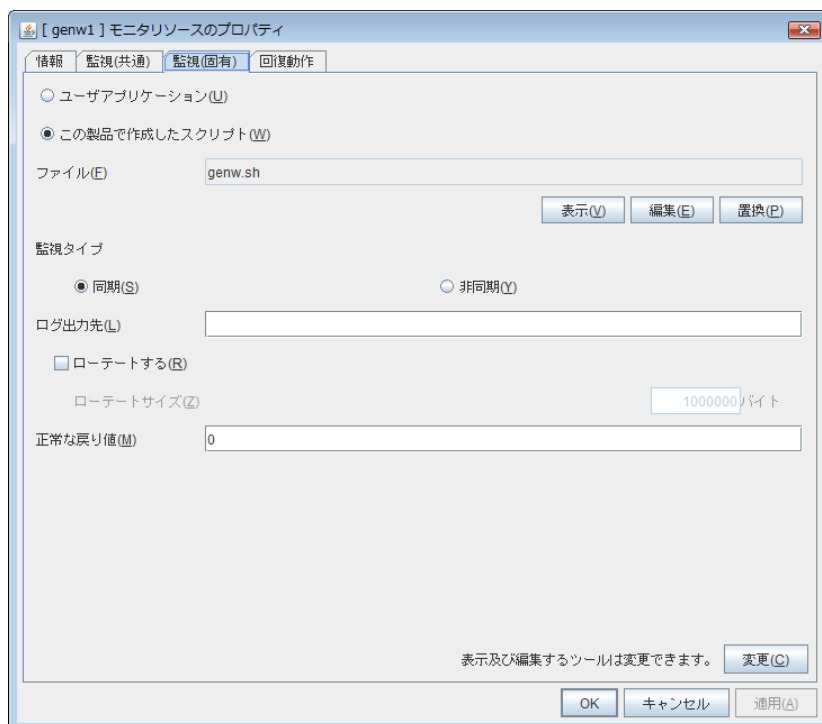 [ genw1 ] モニタリソースのプロパティ
情報 監視(共通) 監視(固有) 回復動作
ユーザアプリケーション(U)
この製品で作成したスクリプト(W)
ファイル(F) genw.sh
表示(V) 編集(E) 置換(P)
監視タイプ
同期(S) 非同期(Y)
ログ出力先(L)
ローテートする(R)
ローテートサイズ(Z) 1000000 バイト
正常な戻り値(M) 0
表示及び編集するツールは変更できます。 変更(C)
OK キャンセル 適用(A)